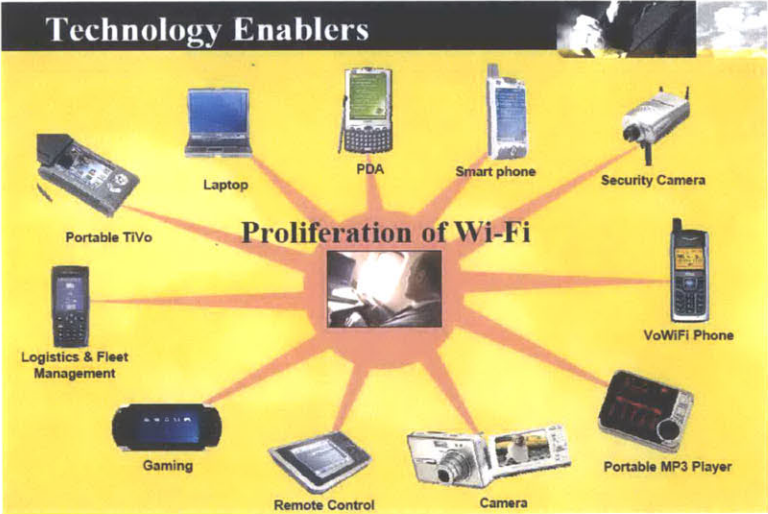 Technology Enablers
Laptop
PDA
Smart phone
Security Camera
Portable TiVo
Proliferation of Wi-Fi
VoWiFi Phone
Logistics & Fleet
Management
Gaming
Remote Control
Camera
Portable MP3 Player